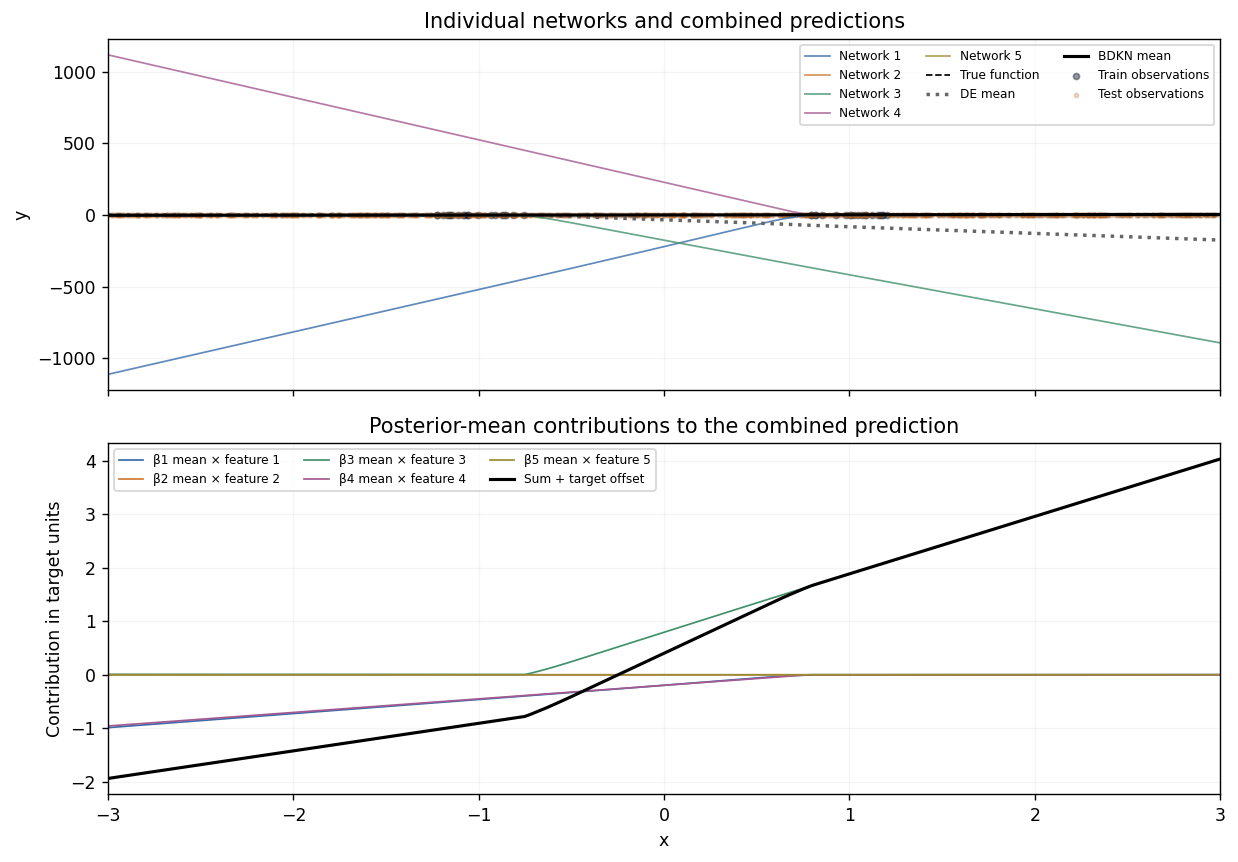 Individual networks and combined predictions
1000
500
0
−500
−1000
y
Network 1
Network 2
Network 3
Network 4
Network 5
True function
DE mean
BDKN mean
Train observations
Test observations
Posterior-mean contributions to the combined prediction
4
3
2
1
0
−1
−2
Contribution in target units
β1 mean × feature 1
β2 mean × feature 2
β3 mean × feature 3
β4 mean × feature 4
β5 mean × feature 5
Sum + target offset
−3 −2 −1 0 1 2 3
x